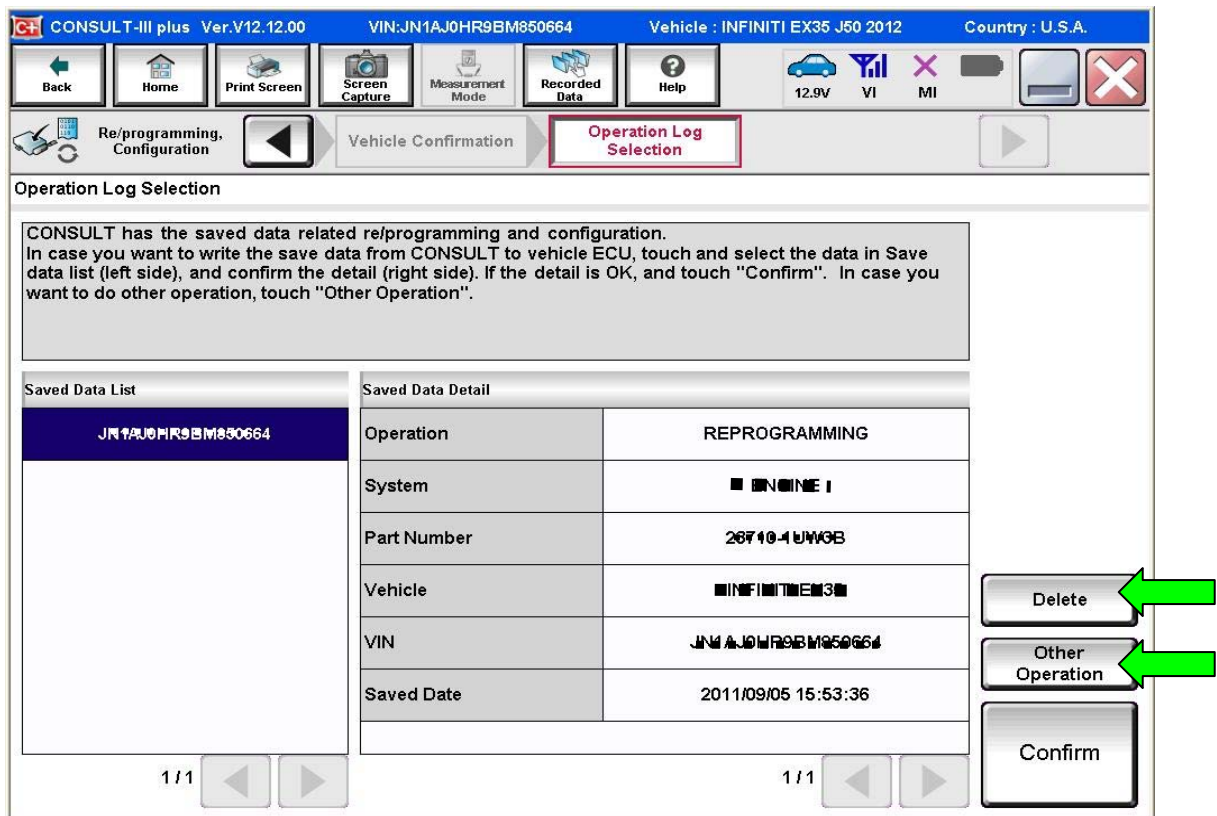 C+ CONSULT-III plus Ver.V12.12.00 VIN:JN1AJ0HR9BM850664 Vehicle : INFINITI EX35 J50 2012 Country : U.S.A.
Back
Home
Print Screen
Screen
Capture
Measurement
Mode
Recorded
Data
Help
12.9V
VI
MI
Re/programming,
Configuration
Vehicle Confirmation
Operation Log
Selection
Operation Log Selection
CONSULT has the saved data related re/programming and configuration.
In case you want to write the save data from CONSULT to vehicle ECU, touch and select the data in Save
data list (left side), and confirm the detail (right side). If the detail is OK, and touch "Confirm".  In case you
want to do other operation, touch "Other Operation".
Saved Data List
JN1AJ0HR9BM850664
Saved Data Detail
Operation REPROGRAMMING
System ENGINE
Part Number
Vehicle
VIN JN1AJ0HR9BM850664
Saved Date 2011/09/05 15:53:36
Delete
Other
Operation
Confirm
1/1
1/1